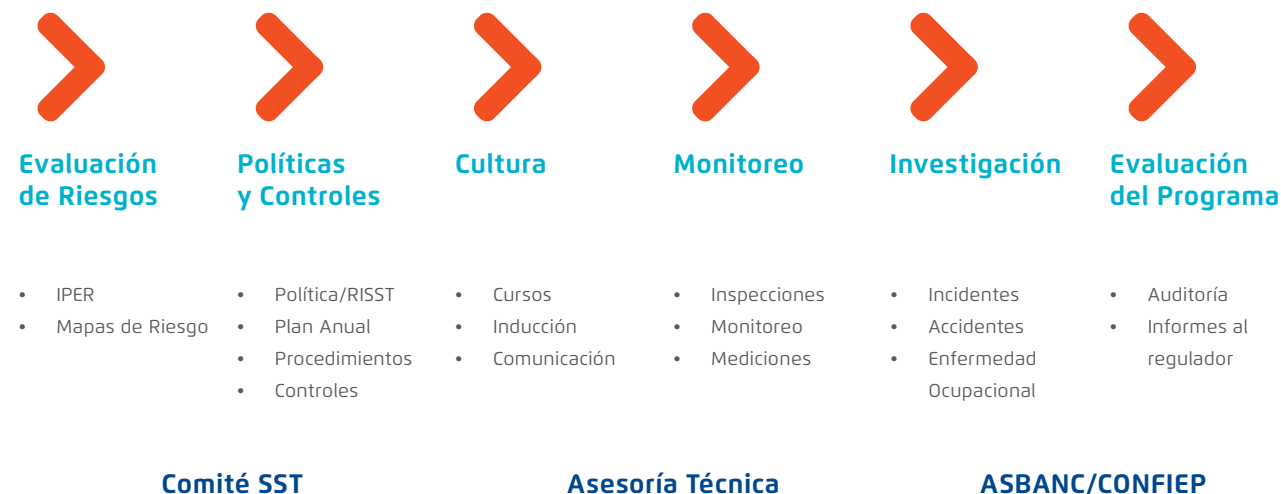 Evaluación
de Riesgos
• IPER
• Mapas de Riesgo
Políticas
y Controles
• Política/RISST
• Plan Anual
• Procedimientos
• Controles
Cultura
• Cursos
• Inducción
• Comunicación
Monitoreo
• Inspecciones
• Monitoreo
• Mediciones
Investigación
• Incidentes
• Accidentes
• Enfermedad
Ocupacional
Evaluación
del Programa
• Auditoría
• Informes al
regulador
Comité SST
Asesoría Técnica
ASBANC/CONFIEP